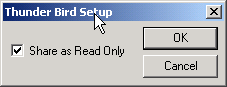 Thunder Bird Setup
Share as Read Only
OK
Cancel